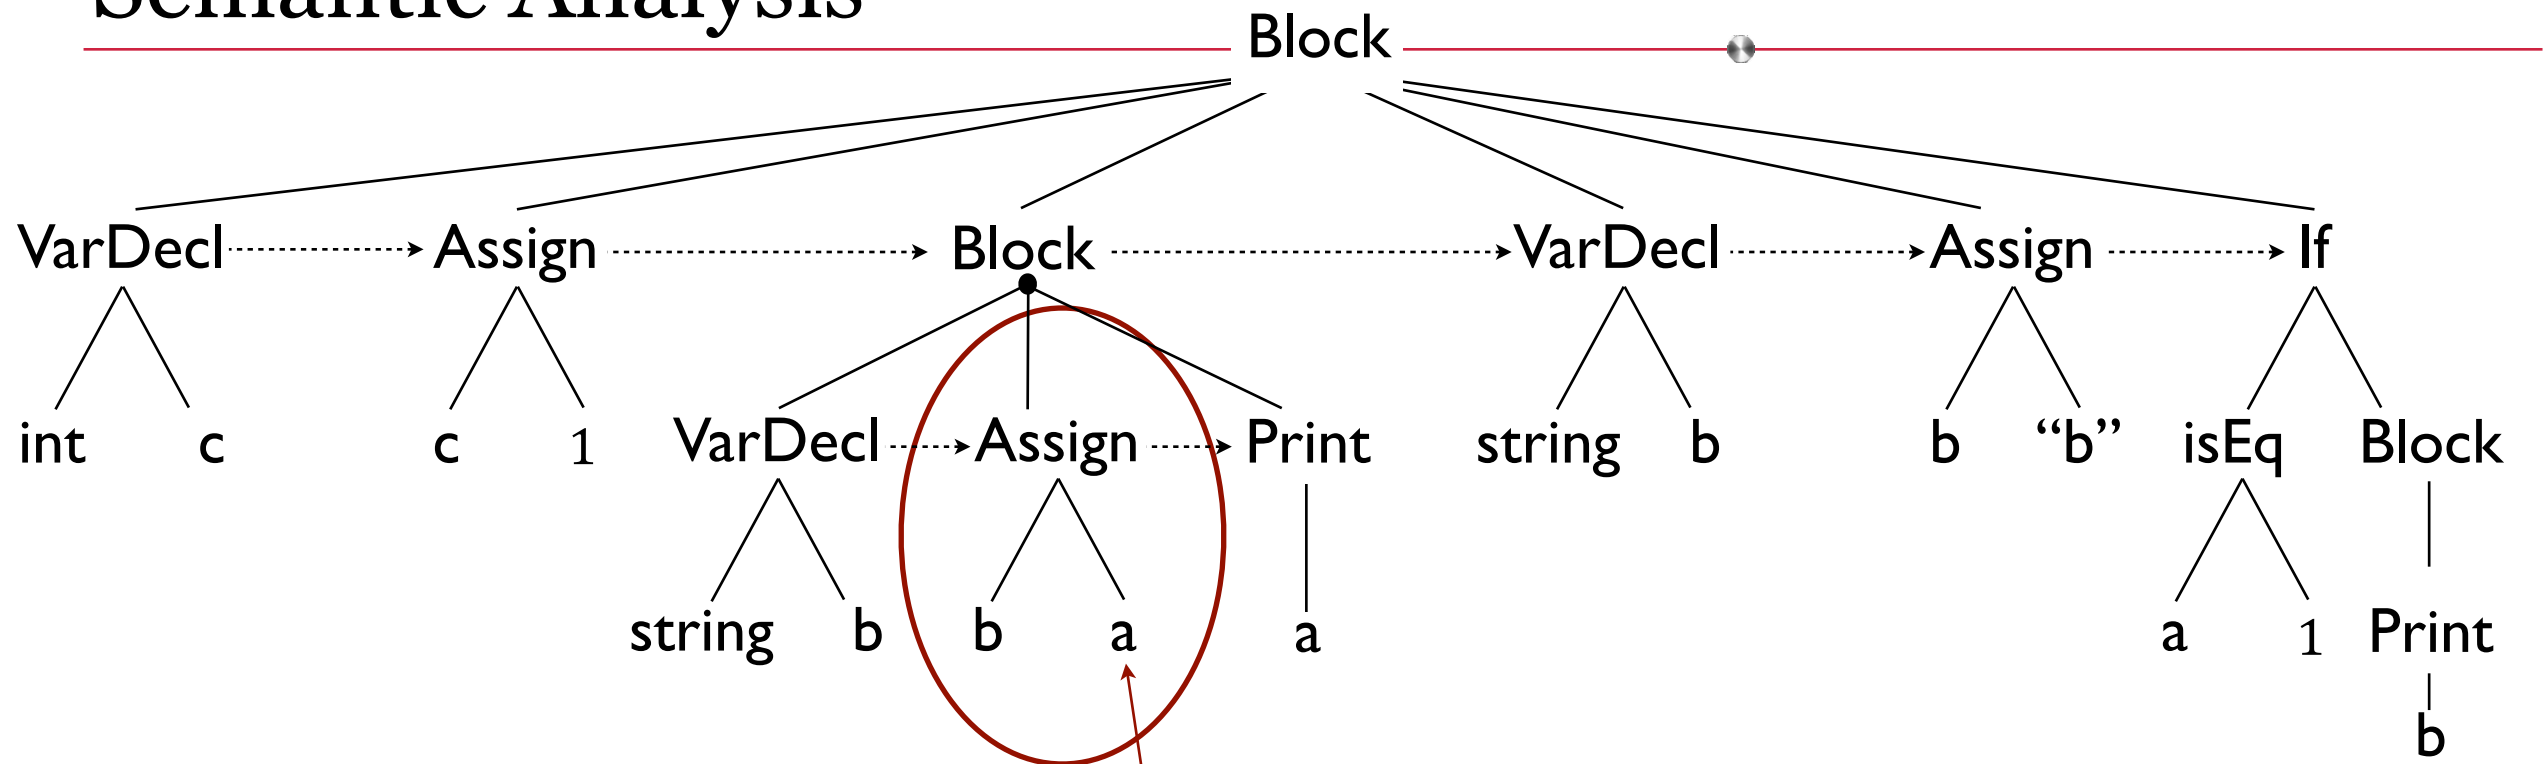 Semantic Analysis
Block
VarDecl Assign Block VarDecl Assign If
int c c 1 VarDecl Assign Print string b b “b” isEq Block
string b b a a a 1 Print
b